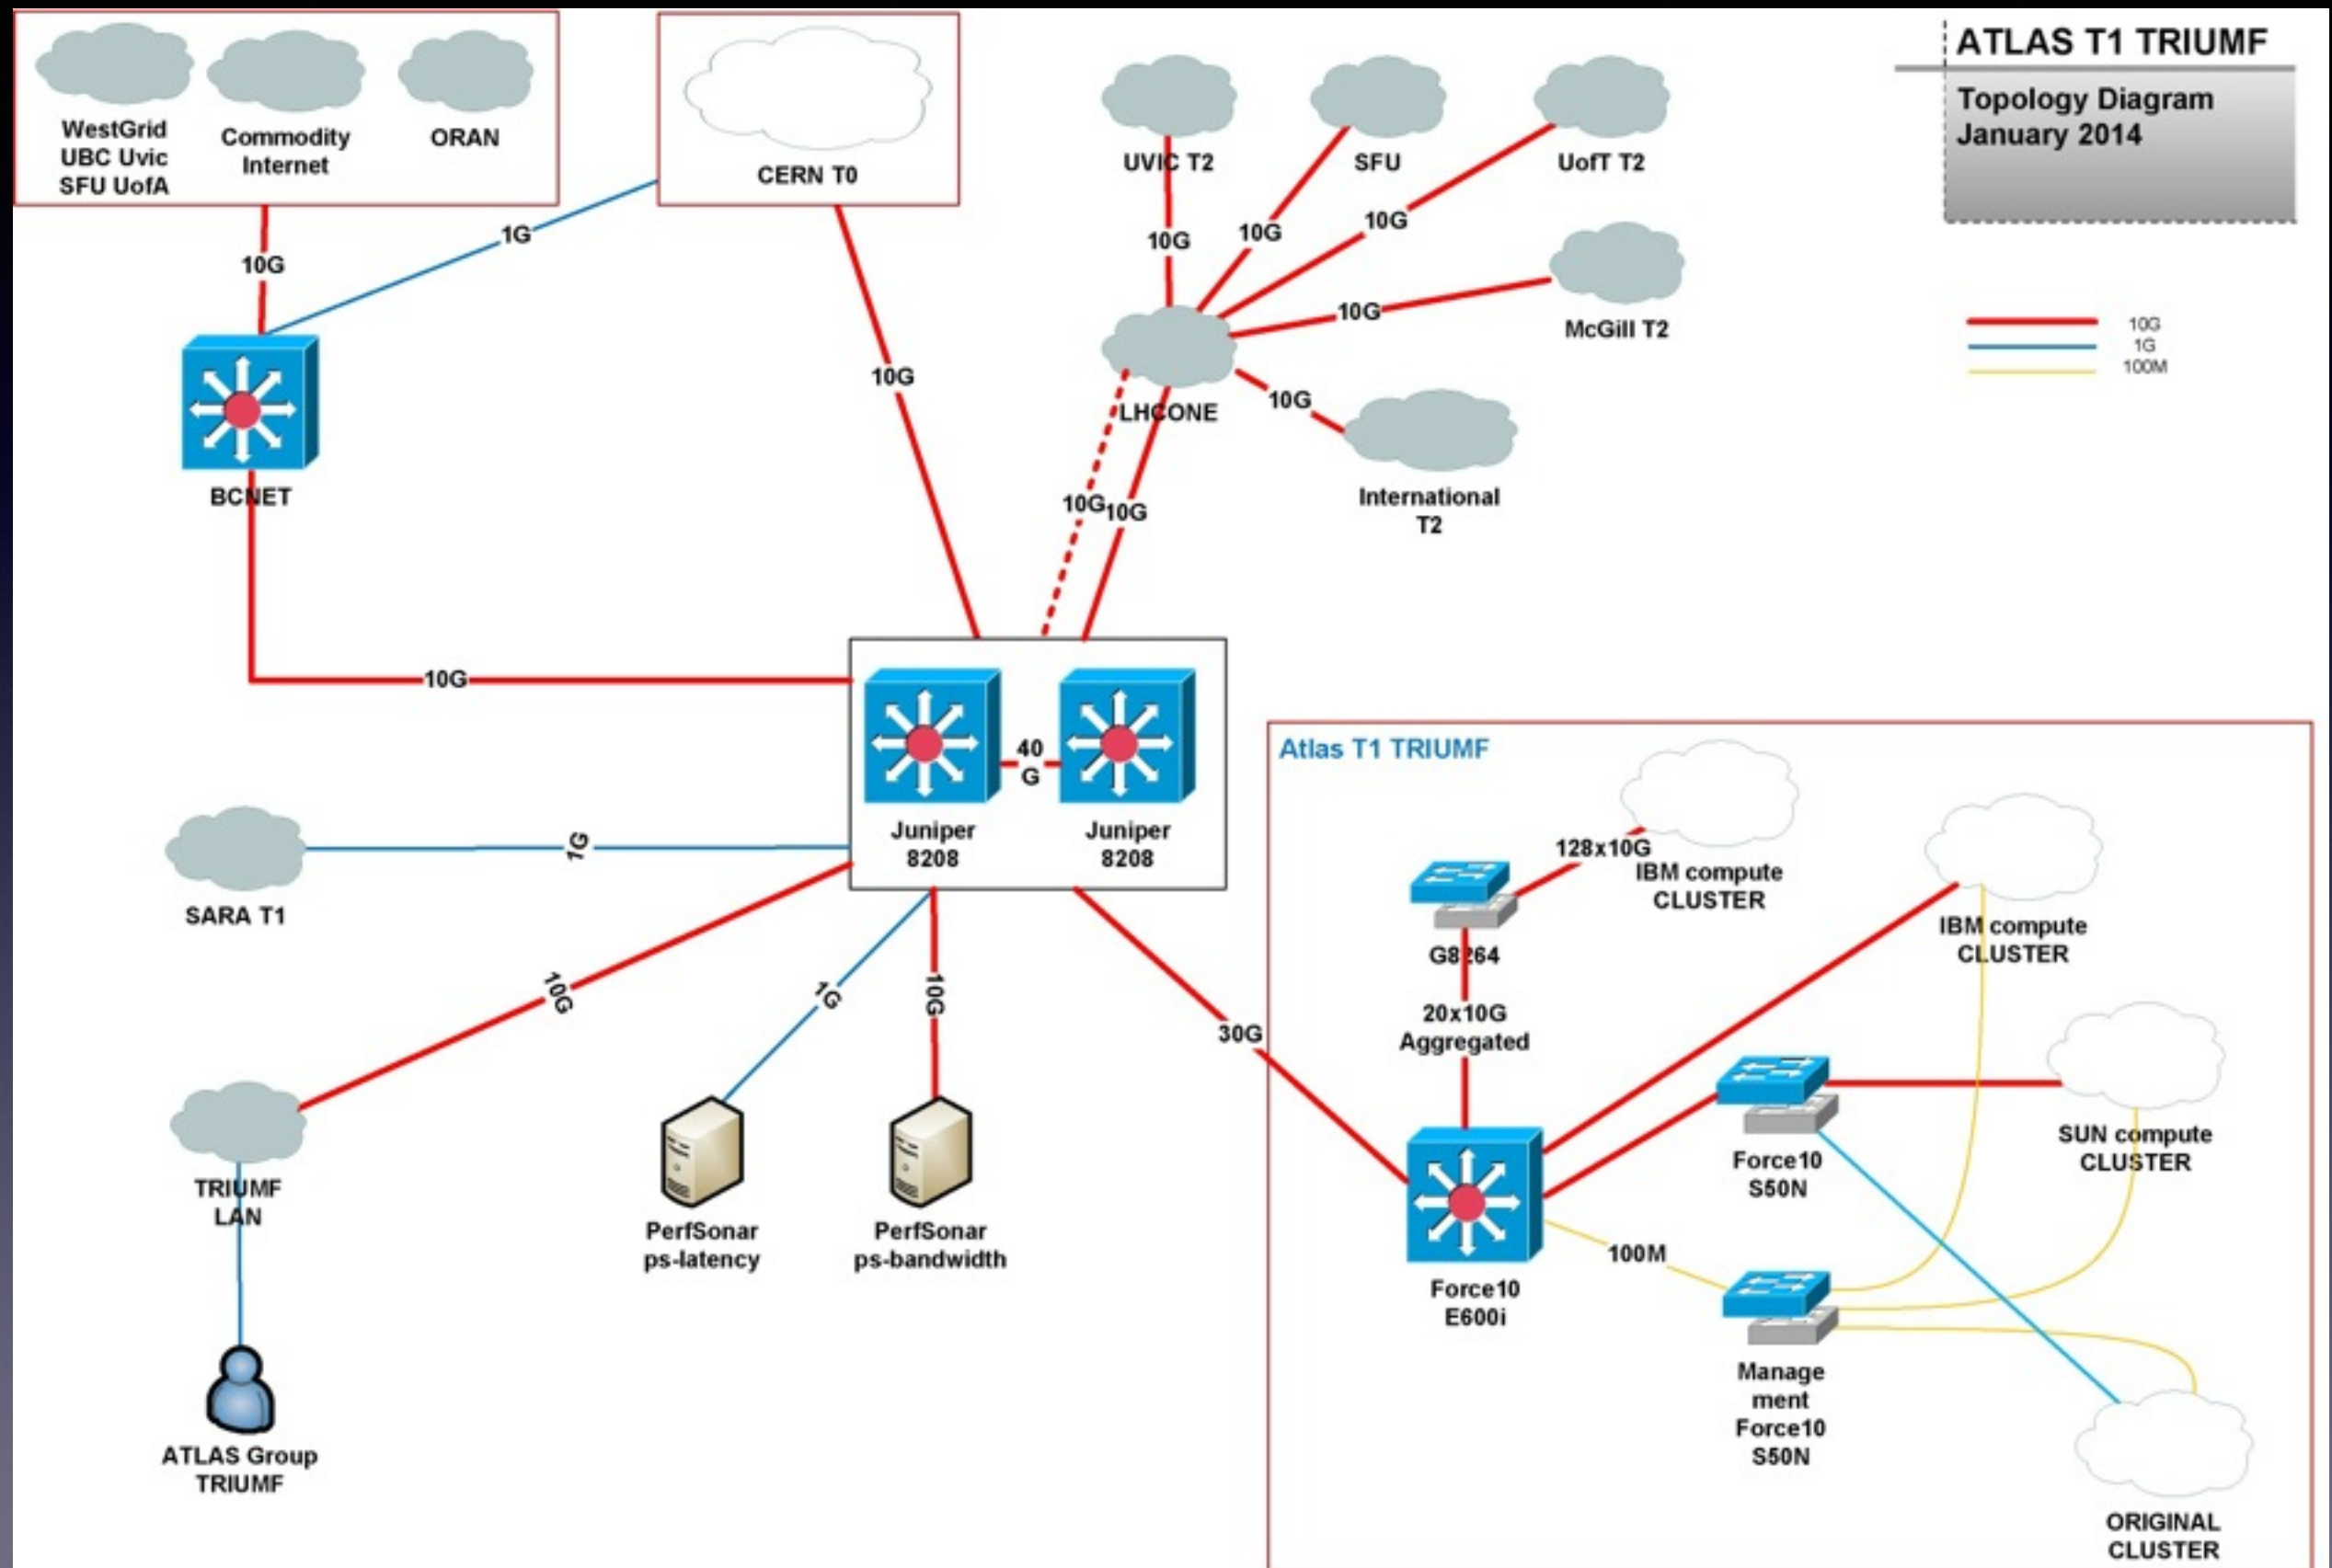 ATLAS T1 TRIUMF
Topology Diagram
January 2014
WestGrid
UBC Uvic
SFU UofA
Commodity
Internet
ORAN
CERN T0
UVIC T2
SFU
UofT T2
10G
1G
10G
10G
10G
10G
McGill T2
10G
10G
1G
100M
10G
LHCONE
10G
BCNET
International
T2
10G
10G
10G
40
G
Juniper
8208
Juniper
8208
1G
SARA T1
10G
1G
10G
30G
TRIUMF
LAN
PerfSonar
ps-latency
PerfSonar
ps-bandwidth
ATLAS Group
TRIUMF
Atlas T1 TRIUMF
128x10G
IBM compute
CLUSTER
IBM compute
CLUSTER
G8264
20x10G
Aggregated
SUN compute
CLUSTER
Force10
S50N
100M
Force10
E600i
Manage
ment
Force10
S50N
ORIGINAL
CLUSTER